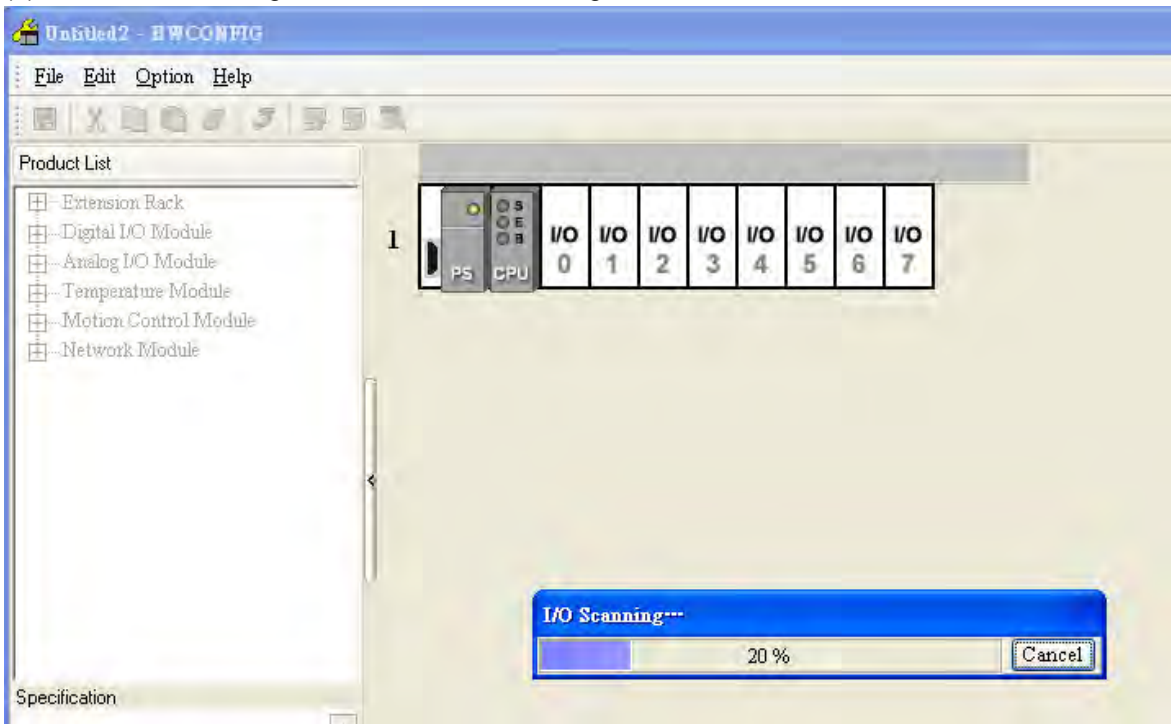 Untitled2 - HWCONFIG
File Edit Option Help
Product List
Extension Rack
Digital I/O Module
Analog I/O Module
Temperature Module
Motion Control Module
Network Module
1
PS
S
E
B
CPU
I/O I/O I/O I/O I/O I/O I/O I/O
0 1 2 3 4 5 6 7
I/O Scanning---
20 %
Cancel
Specification